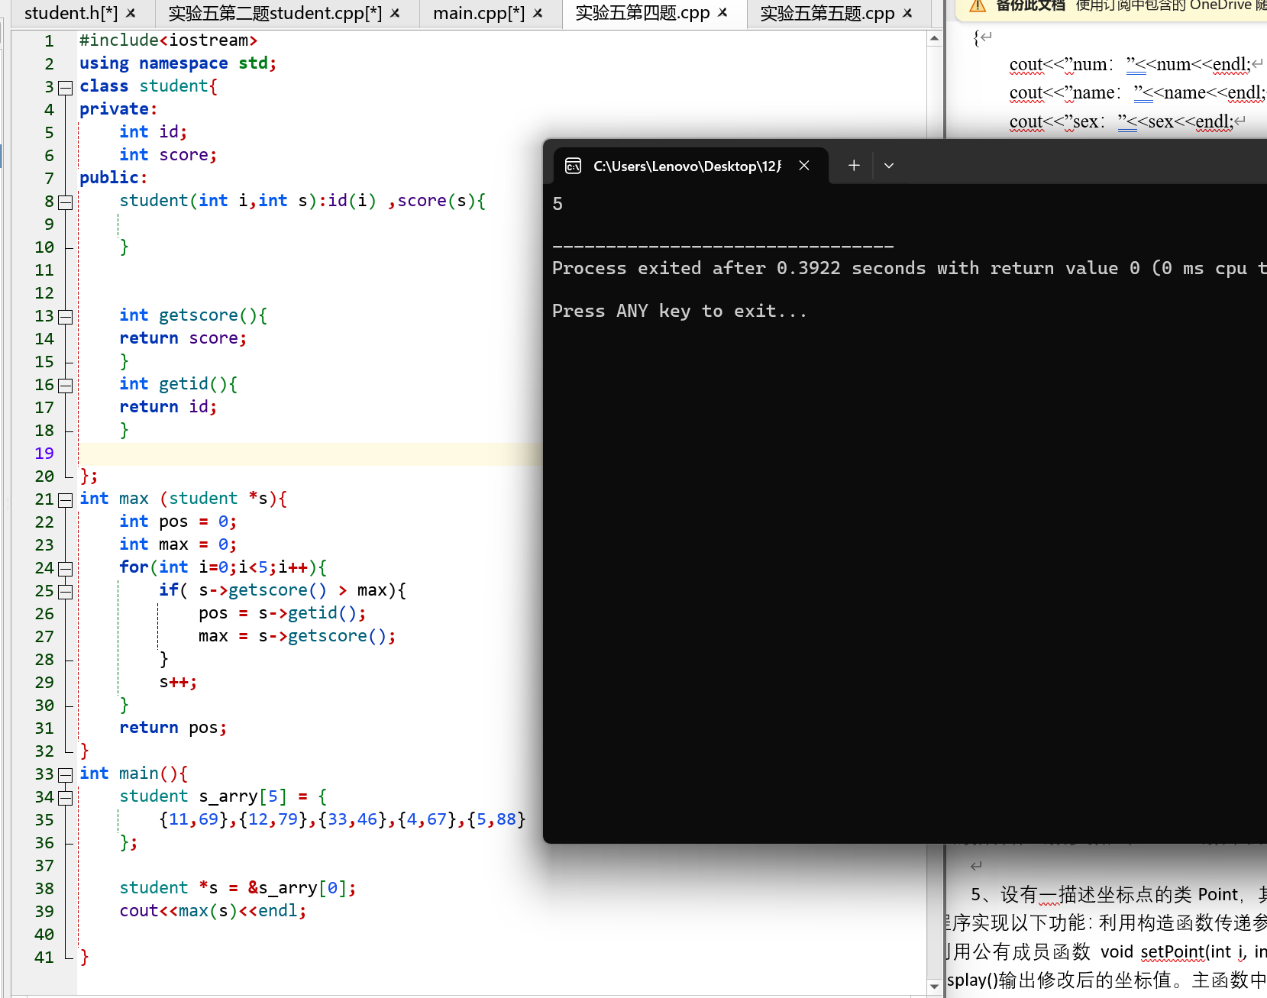 student.h[*] × 实验五第二题student.cpp[*] × main.cpp[*] × 实验五第四题.cpp × 实验五第五题.cpp ×
1 #include<iostream>
2 using namespace std;
3 class student{
4 private:
5 int id;
6 int score;
7 public:
8 student(int i,int s):id(i) ,score(s){
9
10 }
11
12
13 int getscore(){
14 return score;
15 }
16 int getid(){
17 return id;
18 }
19
20 };
21 int max (student *s){
22 int pos = 0;
23 int max = 0;
24 for(int i=0;i<5;i++){
25 if( s->getscore() > max){
26 pos = s->getid();
27 max = s->getscore();
28 }
29 s++;
30 }
31 return pos;
32 }
33 int main(){
34 student s_arry[5] = {
35 {11,69},{12,79},{33,46},{4,67},{5,88}
36 };
37
38 student *s = &s_arry[0];
39 cout<<max(s)<<endl;
40
41 }
备份此文档 使用订阅中包含的 OneDrive
{↵
cout<<”num：”<<num<<endl;↵
cout<<”name：”<<name<<endl;
cout<<”sex：”<<sex<<endl;↵
C:\Users\Lenovo\Desktop\12 × +
5
--------------------------------
Process exited after 0.3922 seconds with return value 0 (0 ms cpu t
Press ANY key to exit...
↵
5、设有一描述坐标点的类 Point，
序实现以下功能：利用构造函数传递参
用公有成员函数 void setPoint(int i, in
splay()输出修改后的坐标值。主函数中